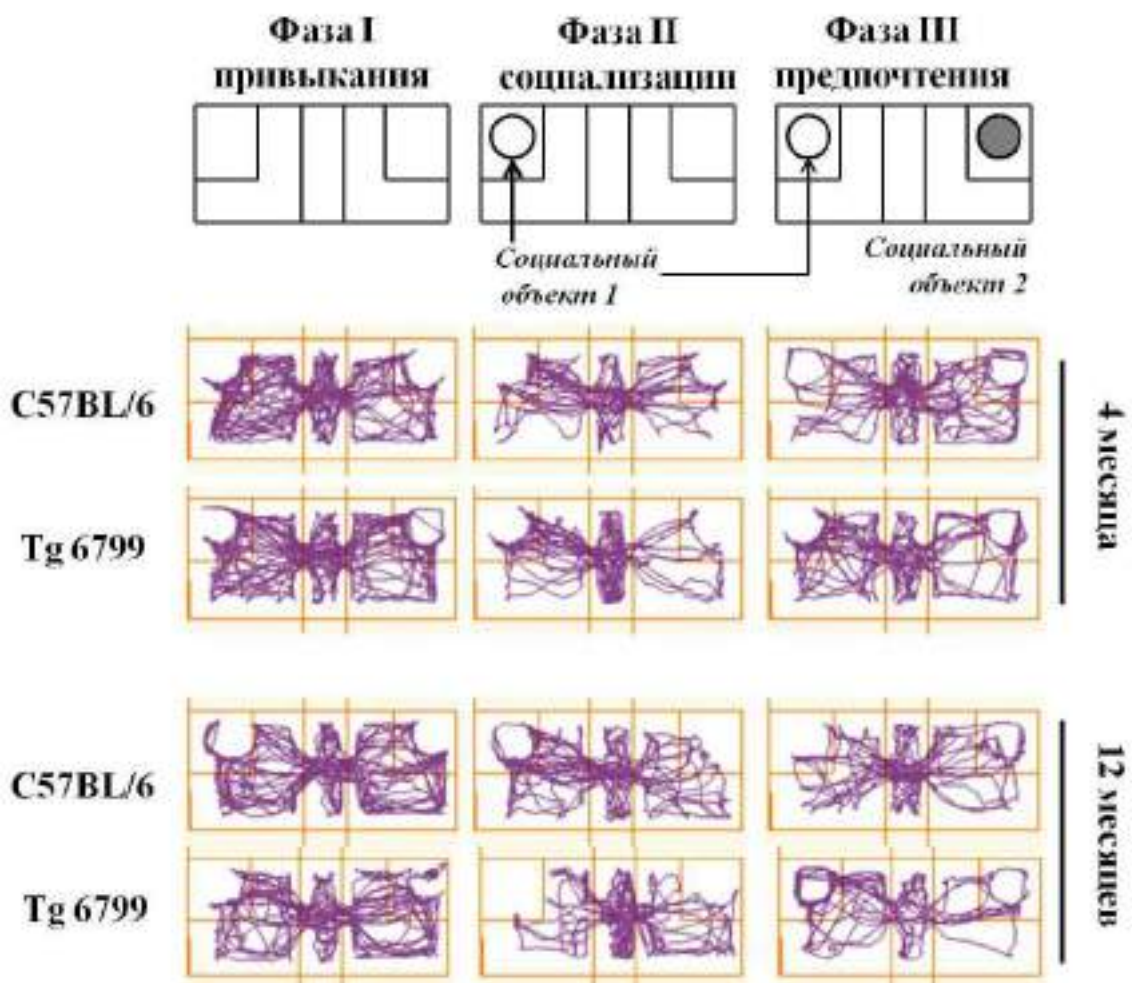 Фаза I
привыкания
Фаза II
социализации
Фаза III
предпочтения
Социальный
объект 1
Социальный
объект 2
C57BL/6
Tg 6799
4 месяца
C57BL/6
Tg 6799
12 месяцев